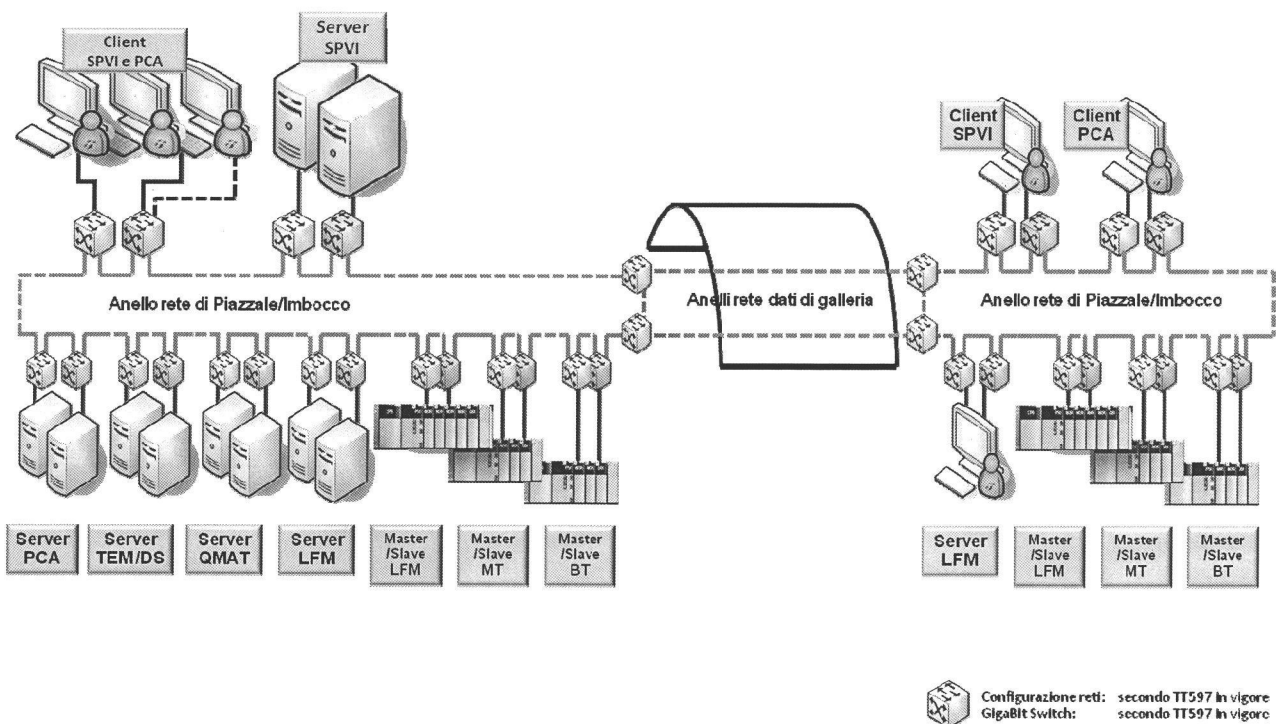 Client
SPVI e PCA
Server
SPVI
Client
SPVI
Client
PCA
Anello rete di Piazzale/Imbocco
Anelli rete dati di galleria
Anello rete di Piazzale/Imbocco
Server
PCA
Server
TEM/DS
Server
QMAT
Server
LFM
Master
/Slave
LFM
Master
/Slave
MT
Master
/Slave
BT
Server
LFM
Master
/Slave
LFM
Master
/Slave
MT
Master
/Slave
BT
Configurazione reti: secondo TT597 in vigore
GigaBit Switch: secondo TT597 in vigore